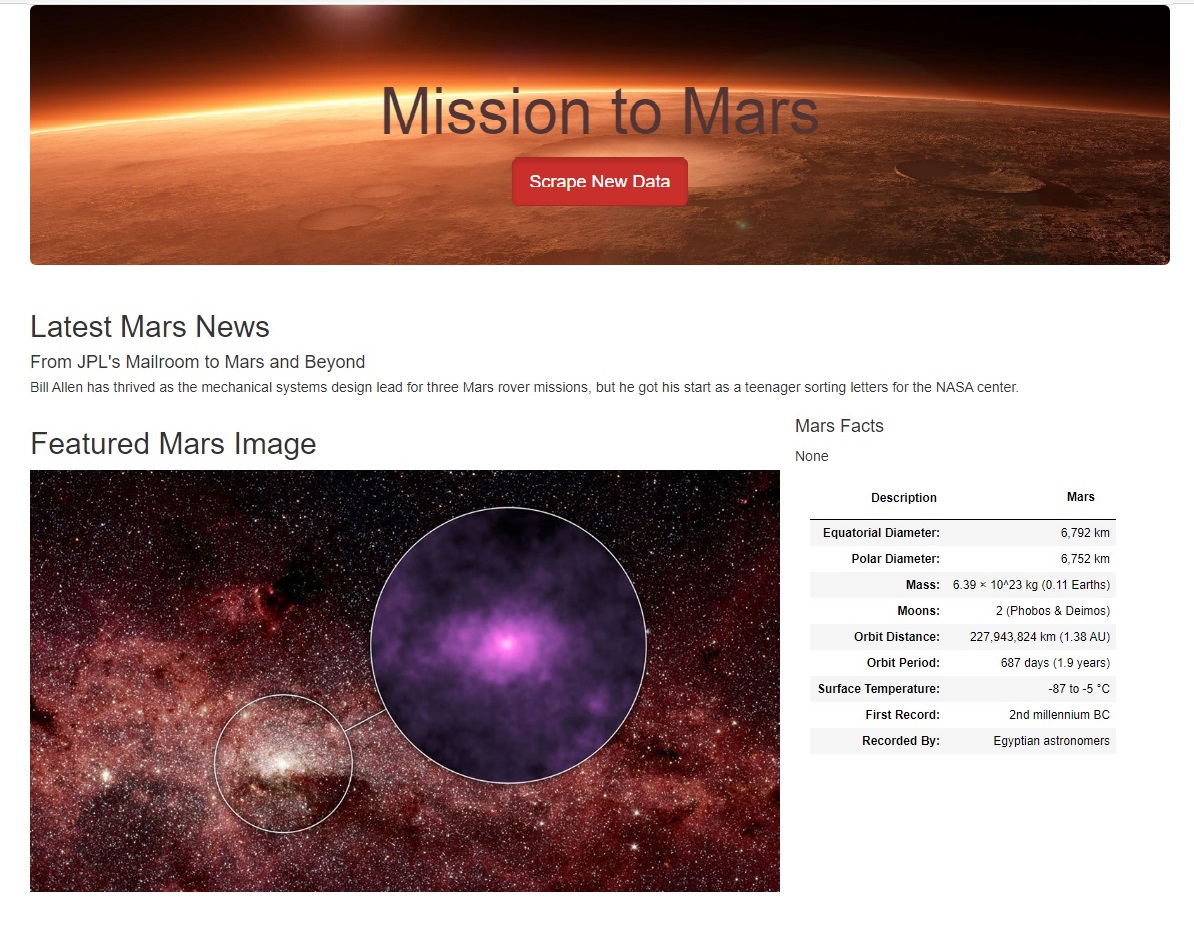 Mission to Mars
Scrape New Data
Latest Mars News
From JPL's Mailroom to Mars and Beyond
Bill Allen has thrived as the mechanical systems design lead for three Mars rover missions, but he got his start as a teenager sorting letters for the NASA center.
Featured Mars Image
Mars Facts
None
Description Mars
Equatorial Diameter: 6,792 km
Polar Diameter: 6,752 km
Mass: 6.39 × 10^23 kg (0.11 Earths)
Moons: 2 (Phobos & Deimos)
Orbit Distance: 227,943,824 km (1.38 AU)
Orbit Period: 687 days (1.9 years)
Surface Temperature: -87 to -5 °C
First Record: 2nd millennium BC
Recorded By: Egyptian astronomers